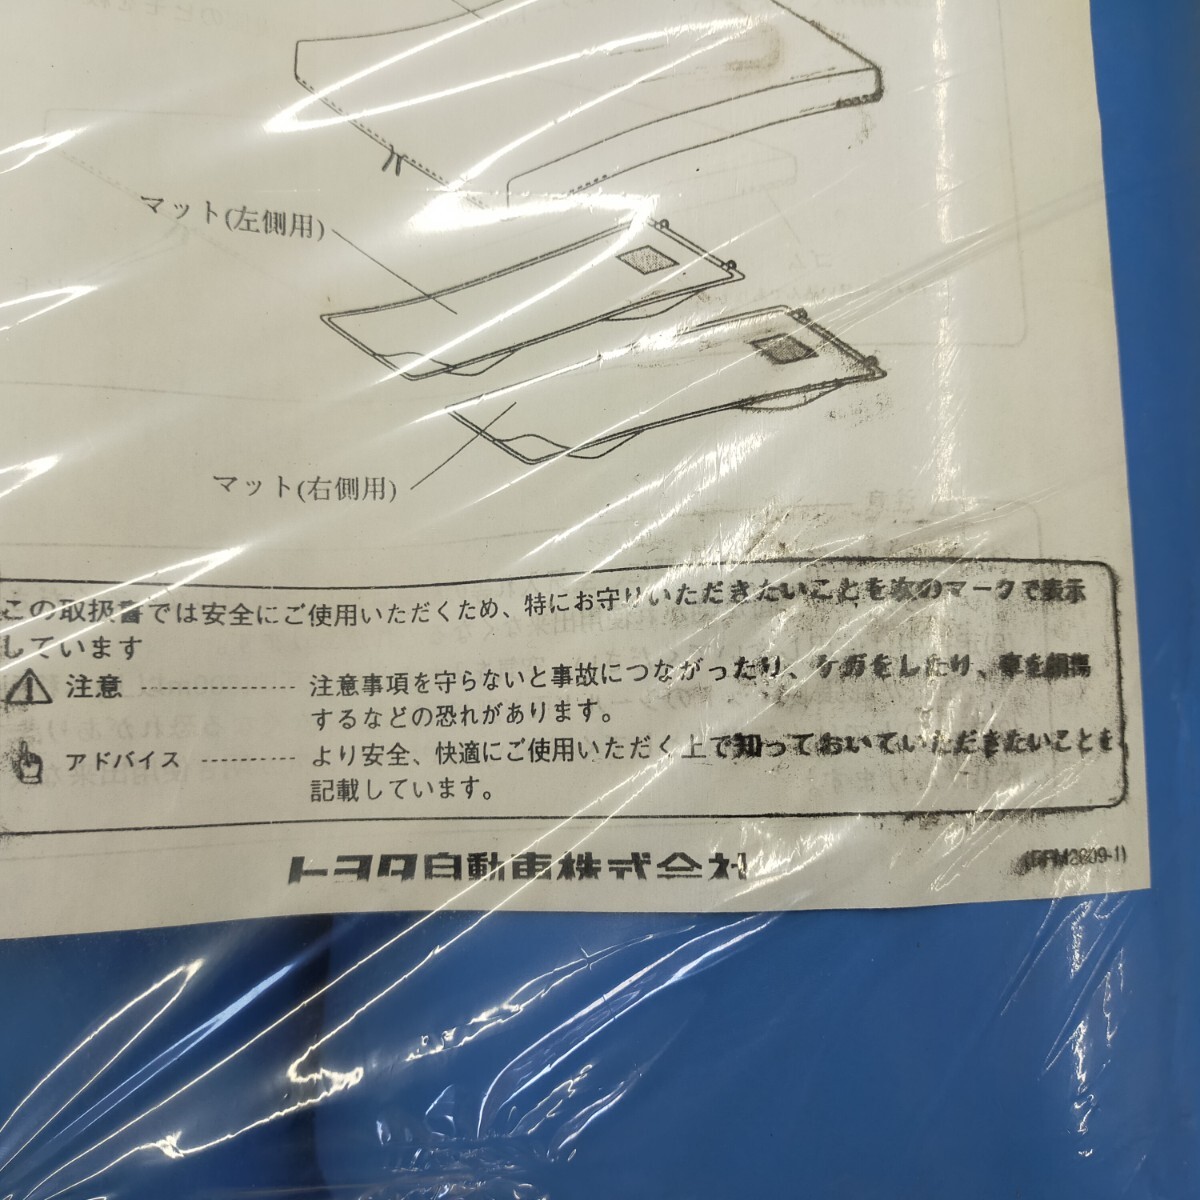 マット(左側用)
マット(右側用)
この取扱書では安全にご使用いただくため、特にお守りいただきたいことを次のマークで表示
しています
注意 ------------- 注意事項を守らないと事故につながったり、ケガをしたり、車を損傷
するなどの恐れがあります。
アドバイス -------- より安全、快適にご使用いただく上で知っておいていただきたいことを
記載しています。
トヨタ自動車株式会社